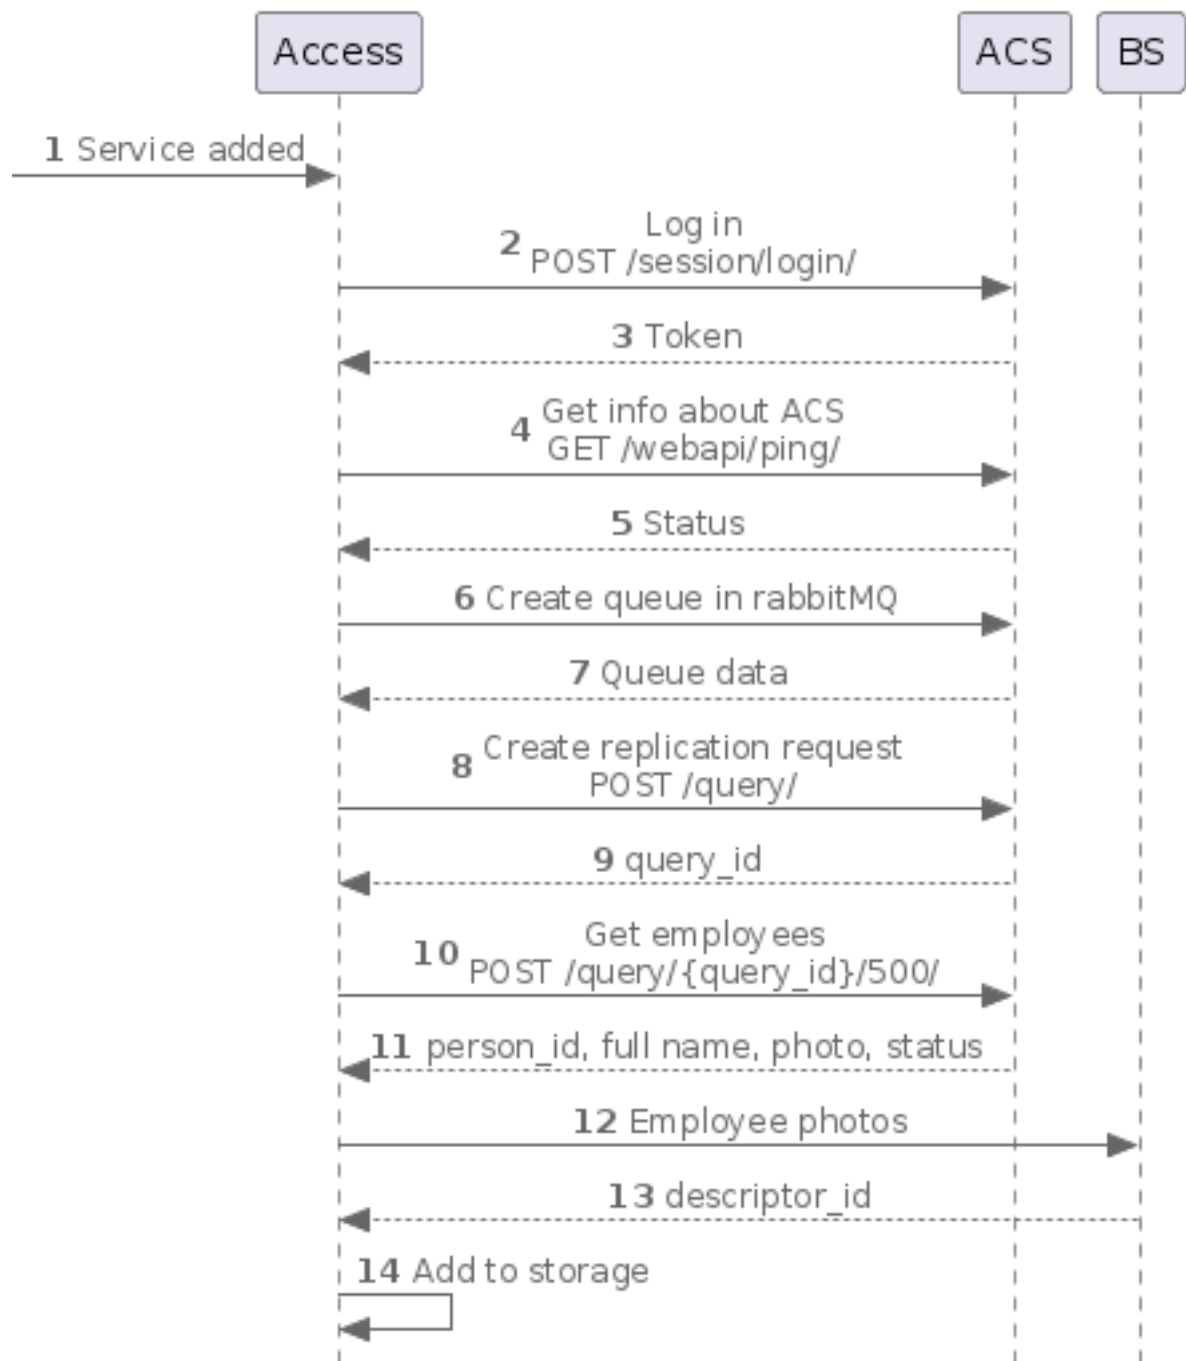 Access ACS BS
1 Service added
Log in
2 POST /session/login/
3 Token
Get info about ACS
4 GET /webapi/ping/
5 Status
6 Create queue in rabbitMQ
7 Queue data
Create replication request
8 POST /query/
9 query_id
Get employees
10 POST /query/{query_id}/500/
11 person_id, full name, photo, status
12 Employee photos
13 descriptor_id
14 Add to storage